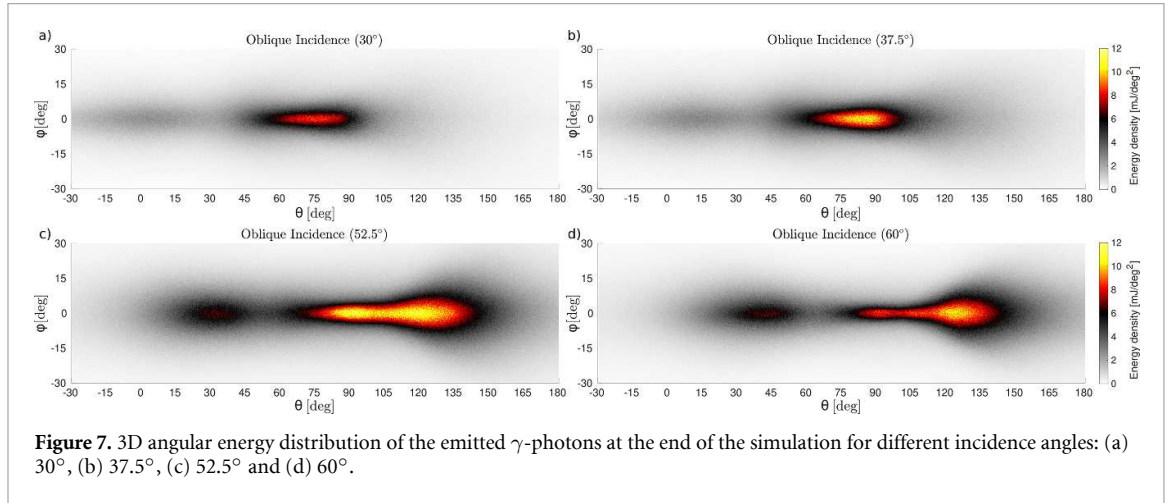 a)
Oblique Incidence (30°)
30
15
0
-15
-30
φ[deg]
-30 -15 0 15 30 45 60 75 90 105 120 135 150 165 180
θ [deg]
b)
Oblique Incidence (37.5°)
30
15
0
-15
-30
φ[deg]
-30 -15 0 15 30 45 60 75 90 105 120 135 150 165 180
θ [deg]
12
10
8
6
4
2
0
Energy density [mJ/deg²]
c)
Oblique Incidence (52.5°)
30
15
0
-15
-30
φ[deg]
-30 -15 0 15 30 45 60 75 90 105 120 135 150 165 180
θ [deg]
d)
Oblique Incidence (60°)
30
15
0
-15
-30
φ[deg]
-30 -15 0 15 30 45 60 75 90 105 120 135 150 165 180
θ [deg]
12
10
8
6
4
2
0
Energy density [mJ/deg²]
Figure 7. 3D angular energy distribution of the emitted γ-photons at the end of the simulation for different incidence angles: (a)
30°, (b) 37.5°, (c) 52.5° and (d) 60°.